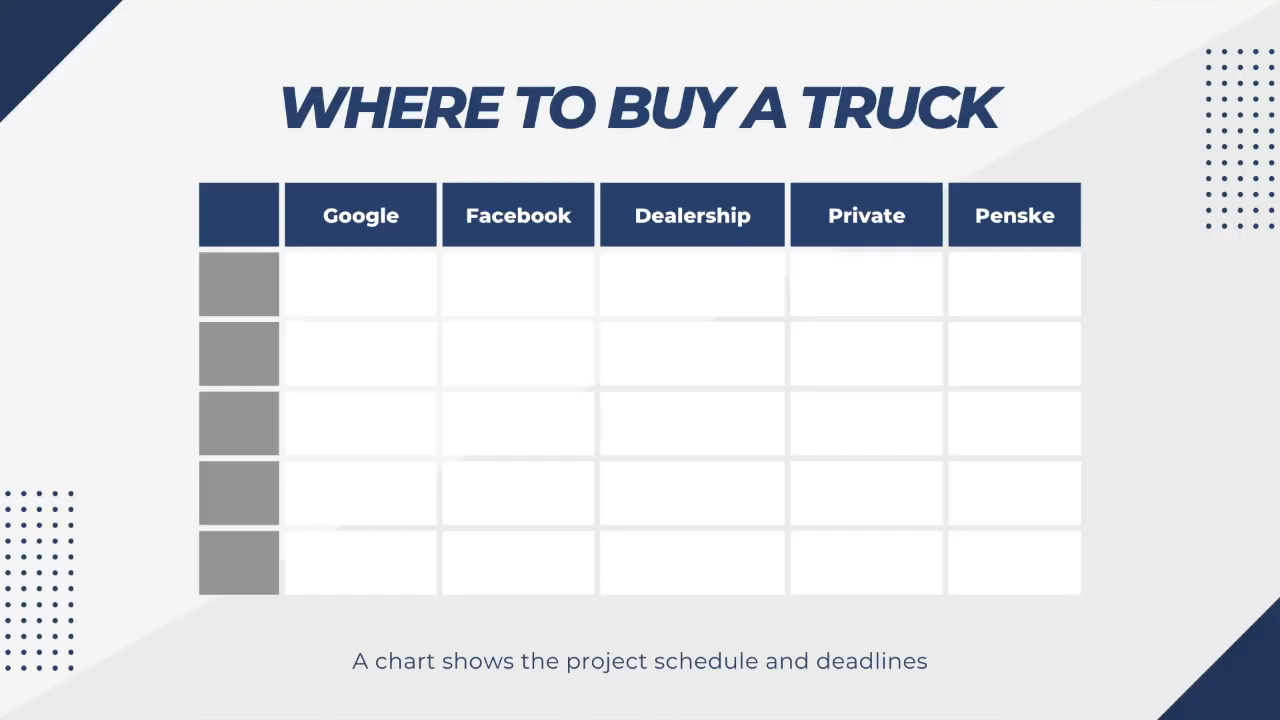 WHERE TO BUY A TRUCK
Google Facebook Dealership Private Penske
A chart shows the project schedule and deadlines